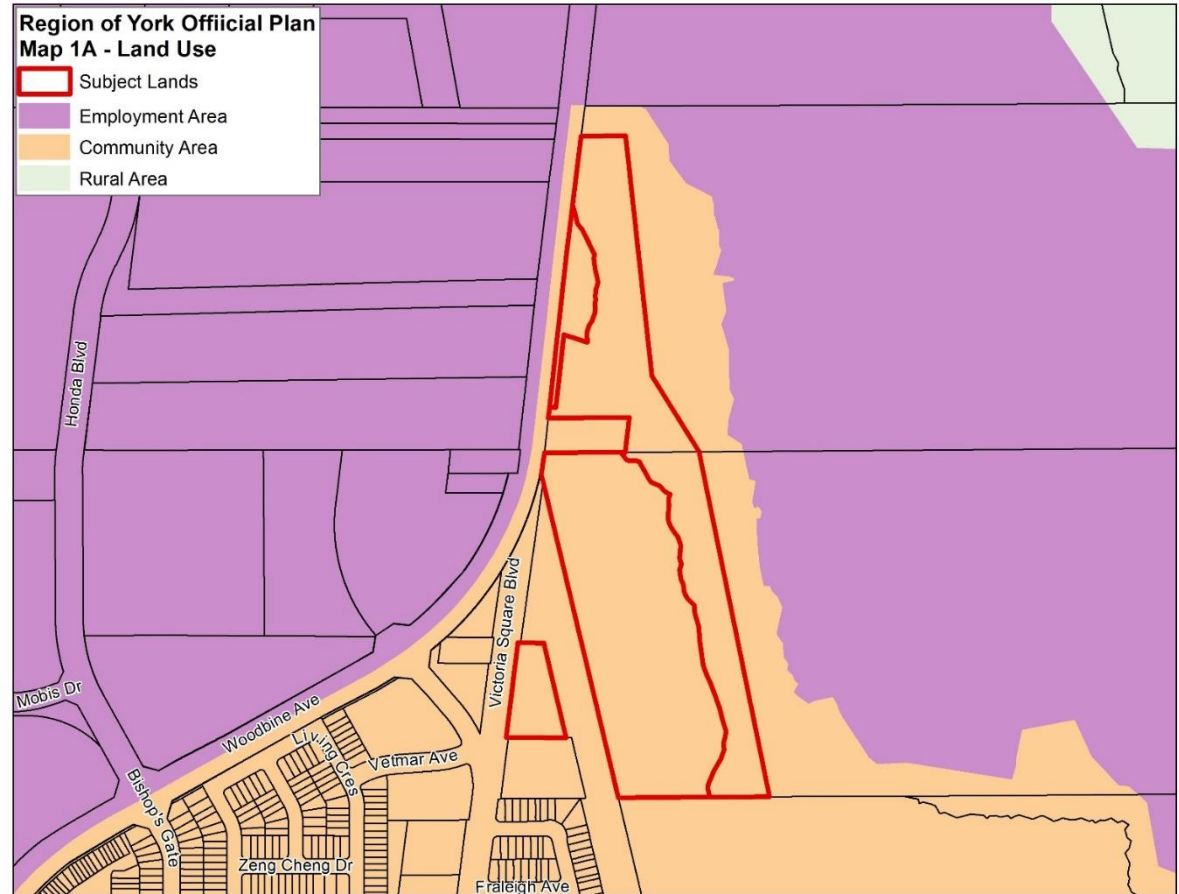 Region of York Offiicial Plan
Map 1A - Land Use
Subject Lands
Employment Area
Community Area
Rural Area
Honda Blvd
Victoria Square Blvd
Mobis Dr
Woodbine Ave
Living Cres
Vetmar Ave
Bishop's Gate
Zeng Cheng Dr
Fraleigh Ave